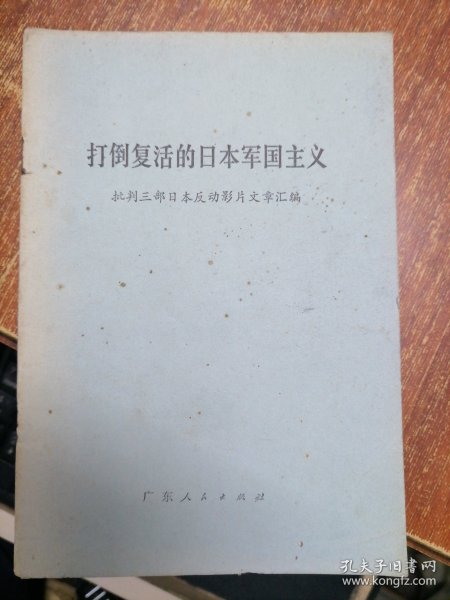 打倒复活的日本军国主义
批判三部日本反动影片文章汇编
广东人民出版社
孔夫子旧书网
www.kongfz.com